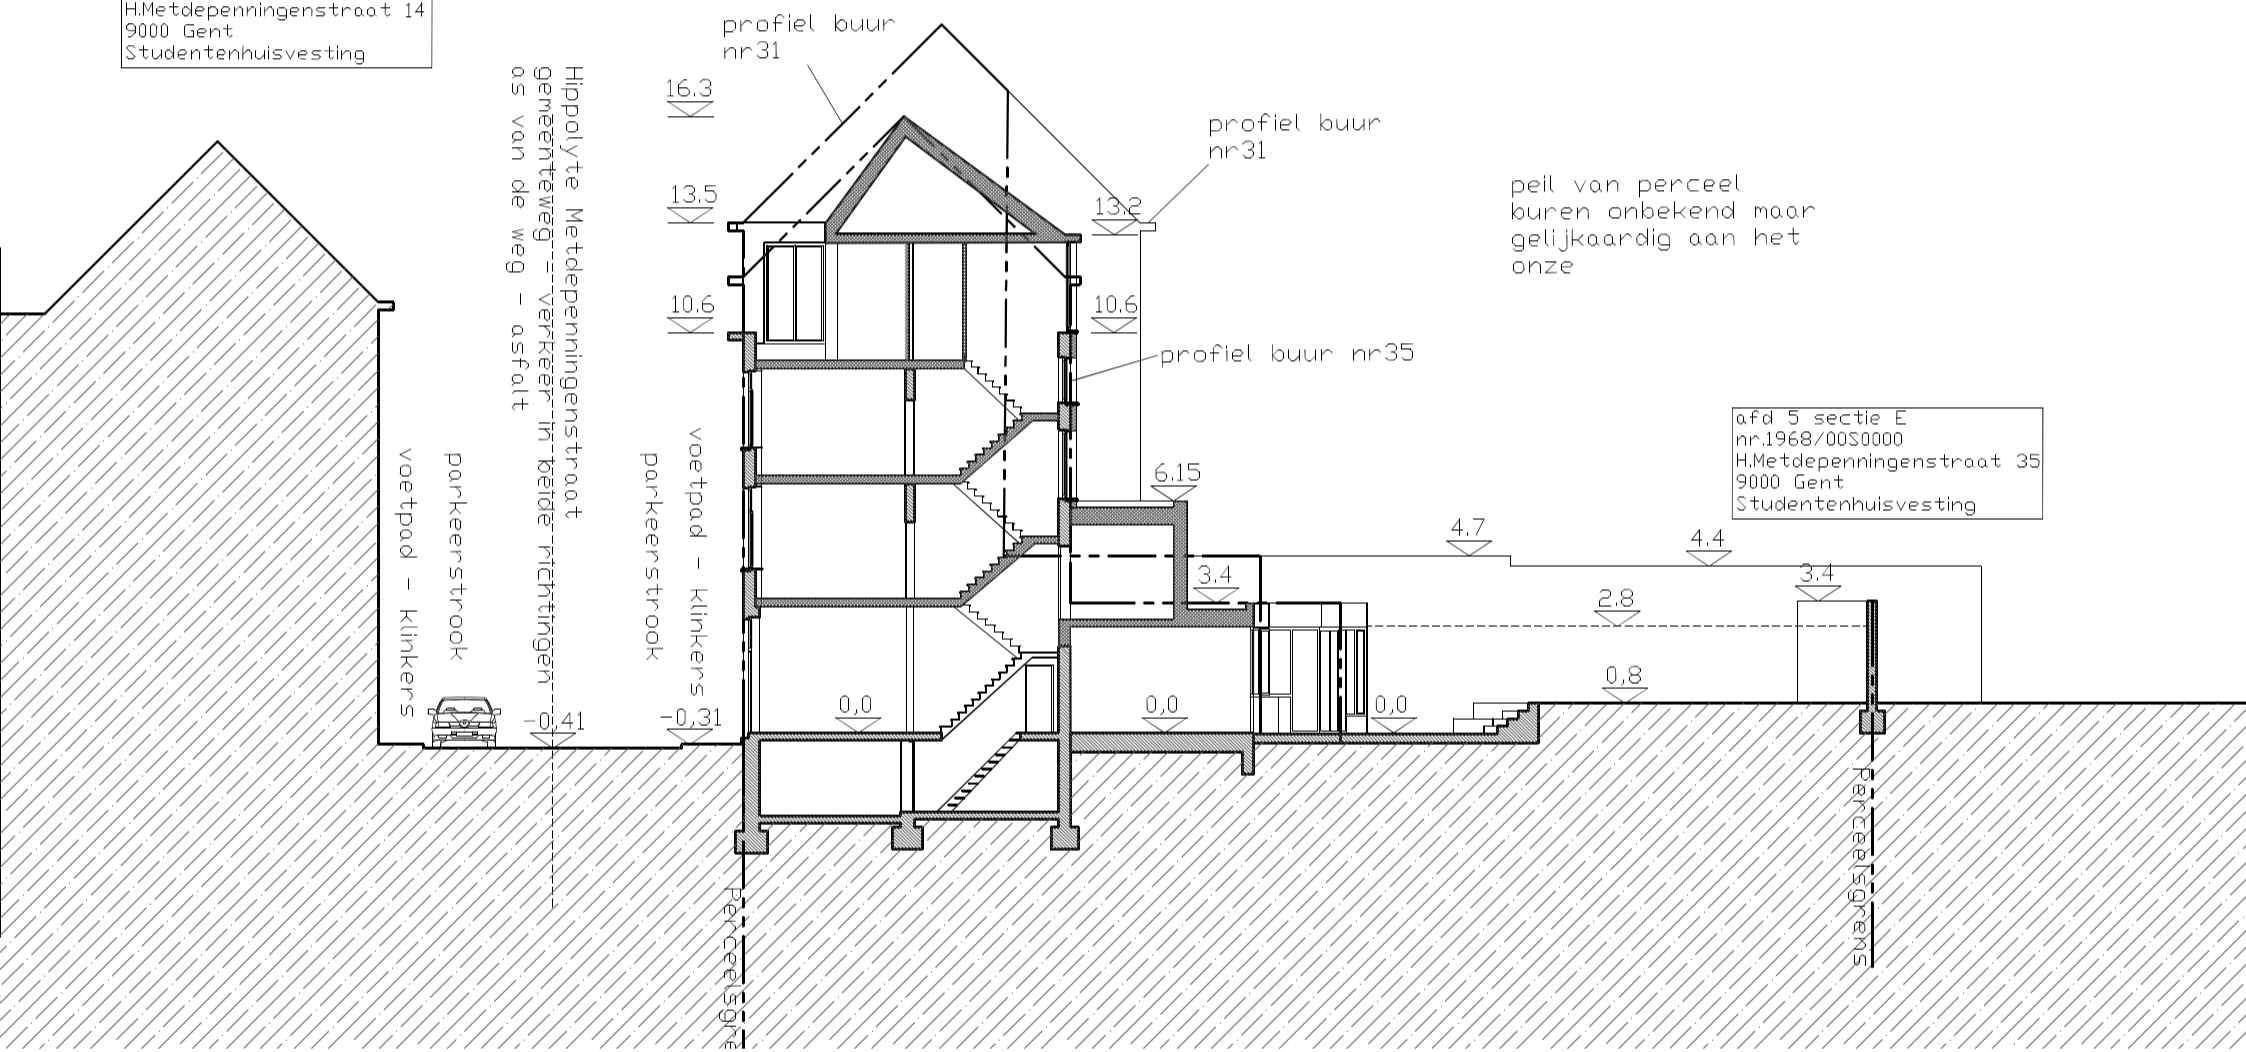 H.Metdepenningenstraat 14
9000 Gent
Studentenhuisvesting
profiel buur
nr31
16.3
13.5
10.6
Hippolyte Metdepenningenstraat
gemeenteweg - verkeer in beide richtingen
as van de weg - asfalt
profiel buur
nr31
13.2
10.6
peil van perceel
buren onbekend maar
gelijkaardig aan het
onze
profiel buur nr35
afd 5 sectie E
nr.1968/00S0000
H.Metdepenningenstraat 35
9000 Gent
Studentenhuisvesting
voetpad - klinkers
parkeerstrook
parkeerstrook
voetpad - klinkers
6.15
4.7
4.4
3.4
3.4
2.8
0,8
-0,41
-0,31
0,0
0,0
0,0
Perceelsgre
Perceelsgrens